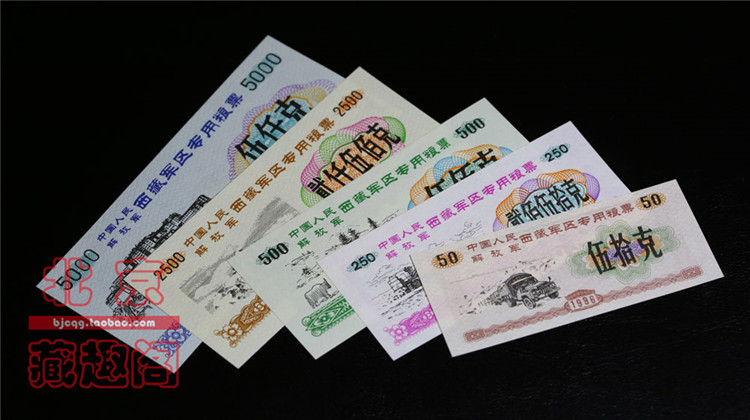 5000
中国人民
解放军
西藏军区专用粮票
伍仟克
5000
2500
中国人民
解放军
西藏军区专用粮票
贰仟伍佰克
2500
500
中国人民
解放军
西藏军区专用粮票
伍佰克
500
250
中国人民
解放军
西藏军区专用粮票
贰佰伍拾克
250
50
中国人民
解放军
西藏军区专用粮票
伍拾克
50
1996
北京
bjcqg.taobao.com
藏趣阁